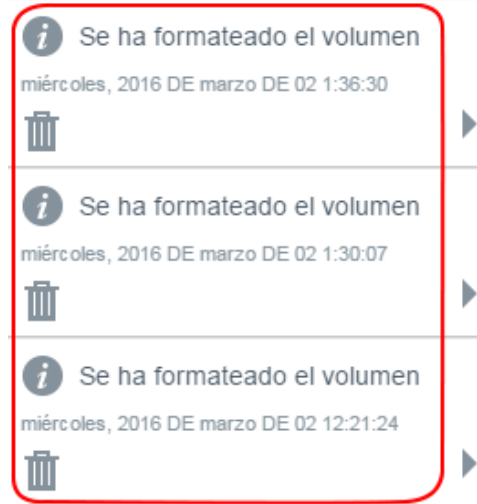 Se ha formateado el volumen
miércoles, 2016 DE marzo DE 02 1:36:30
Se ha formateado el volumen
miércoles, 2016 DE marzo DE 02 1:30:07
Se ha formateado el volumen
miércoles, 2016 DE marzo DE 02 12:21:24